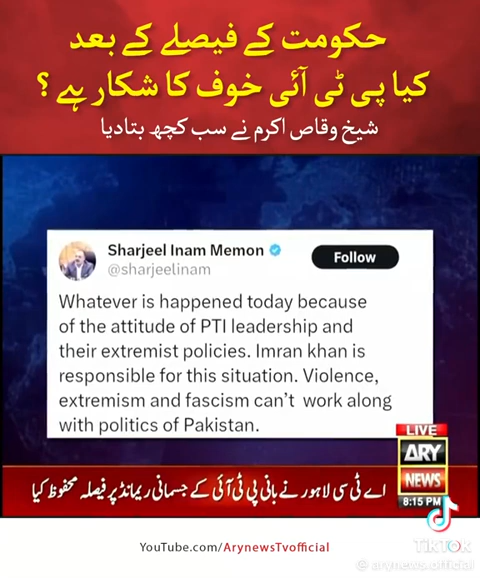 حکومت کے فیصلے کے بعد
کیا پی ٹی آئی خوف کا شکار ہے ؟
شیخ وقاص اکرم نے سب کچھ بتادیا
Sharjeel Inam Memon
@sharjeelinam
Follow
Whatever is happened today because
of the attitude of PTI leadership and
their extremist policies. Imran khan is
responsible for this situation. Violence,
extremism and fascism can’t work along
with politics of Pakistan.
LIVE
ARY
NEWS
8:15 PM
اے ٹی سی لاہور نے بانی پی ٹی آئی کے جسمانی ریمانڈ پر فیصلہ محفوظ کیا
YouTube.com/ArynewsTvofficial
TIKTOK
@arynews.official